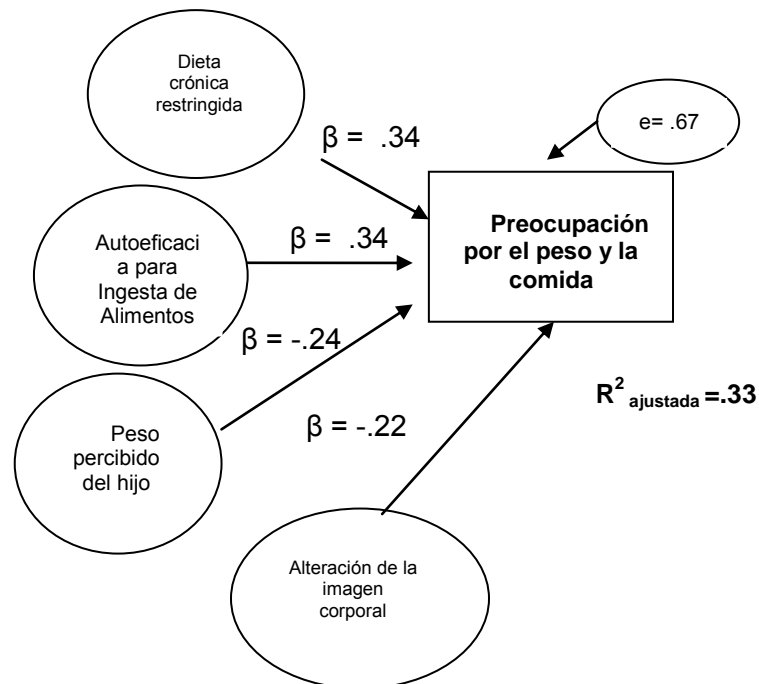 Dieta
crónica
restringida
e= .67
β = .34
Preocupación
por el peso y la
comida
Autoeficaci
a para
Ingesta de
Alimentos
β = .34
β = -.24
R² ajustada =.33
Peso
percibido
del hijo
β = -.22
Alteración de la
imagen
corporal